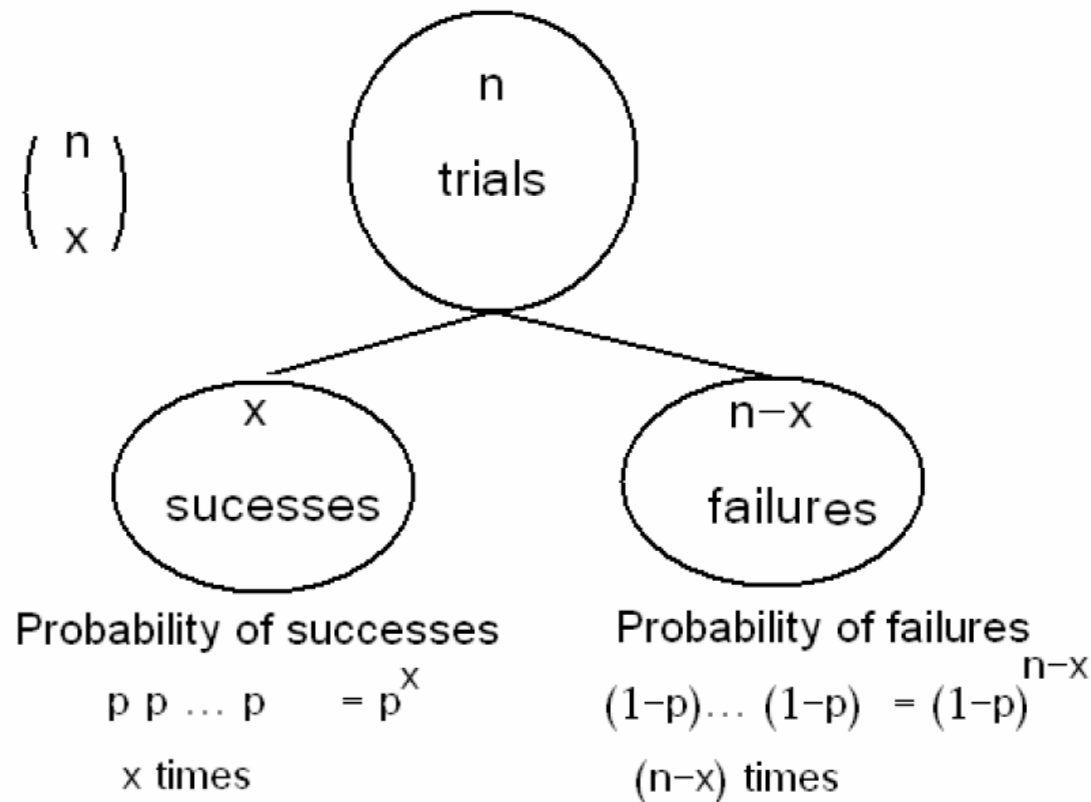 n
trials
( n
x )
x
sucesses
n−x
failures
Probability of successes
p p ... p = p^x
x times
Probability of failures
(1−p)... (1−p) = (1−p)^n−x
(n−x) times